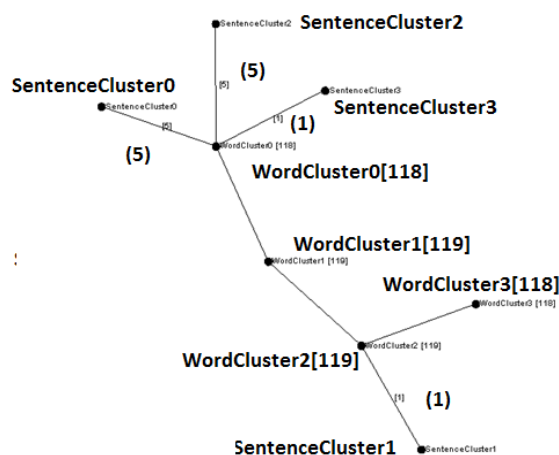 SentenceCluster2 SentenceCluster2
(5)
[5]
SentenceCluster0
SentenceCluster0
[5]
(5)
SentenceCluster3
SentenceCluster3
[1]
(1)
WordCluster0 [118]
WordCluster0[118]
WordCluster1[119]
WordCluster1 [119]
WordCluster3[118]
WordCluster3 [118]
WordCluster2 [119]
WordCluster2[119]
[1] (1)
SentenceCluster1 SentenceCluster1